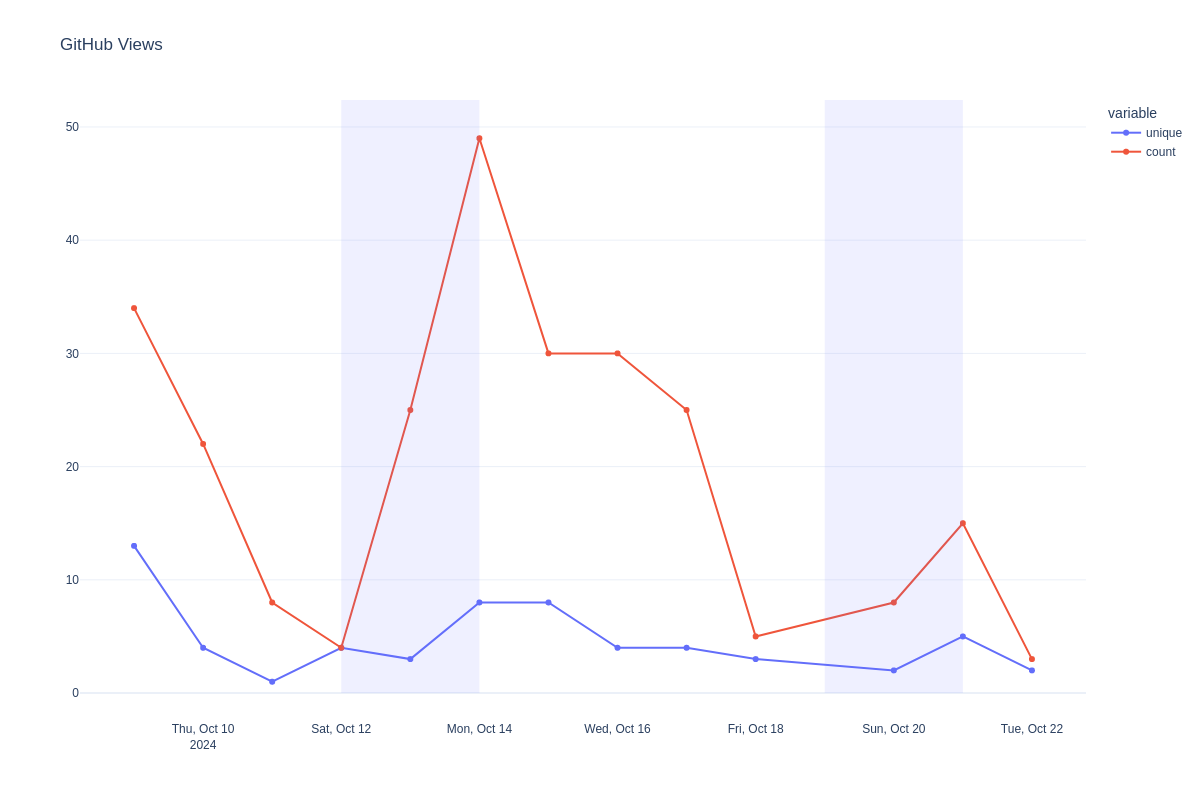 GitHub Views
variable
unique
count
50
40
30
20
10
0
Thu, Oct 10
2024
Sat, Oct 12
Mon, Oct 14
Wed, Oct 16
Fri, Oct 18
Sun, Oct 20
Tue, Oct 22